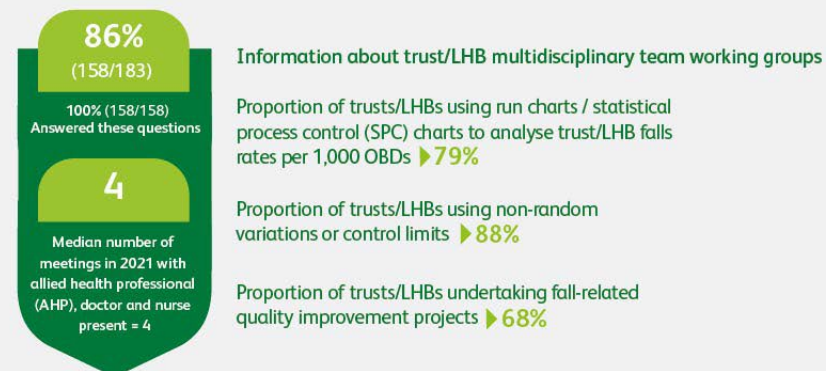 86%
(158/183)
100% (158/158)
Answered these questions
4
Median number of
meetings in 2021 with
allied health professional
(AHP), doctor and nurse
present = 4
Information about trust/LHB multidisciplinary team working groups
Proportion of trusts/LHBs using run charts / statistical
process control (SPC) charts to analyse trust/LHB falls
rates per 1,000 OBDs 79%
Proportion of trusts/LHBs using non-random
variations or control limits 88%
Proportion of trusts/LHBs undertaking fall-related
quality improvement projects 68%